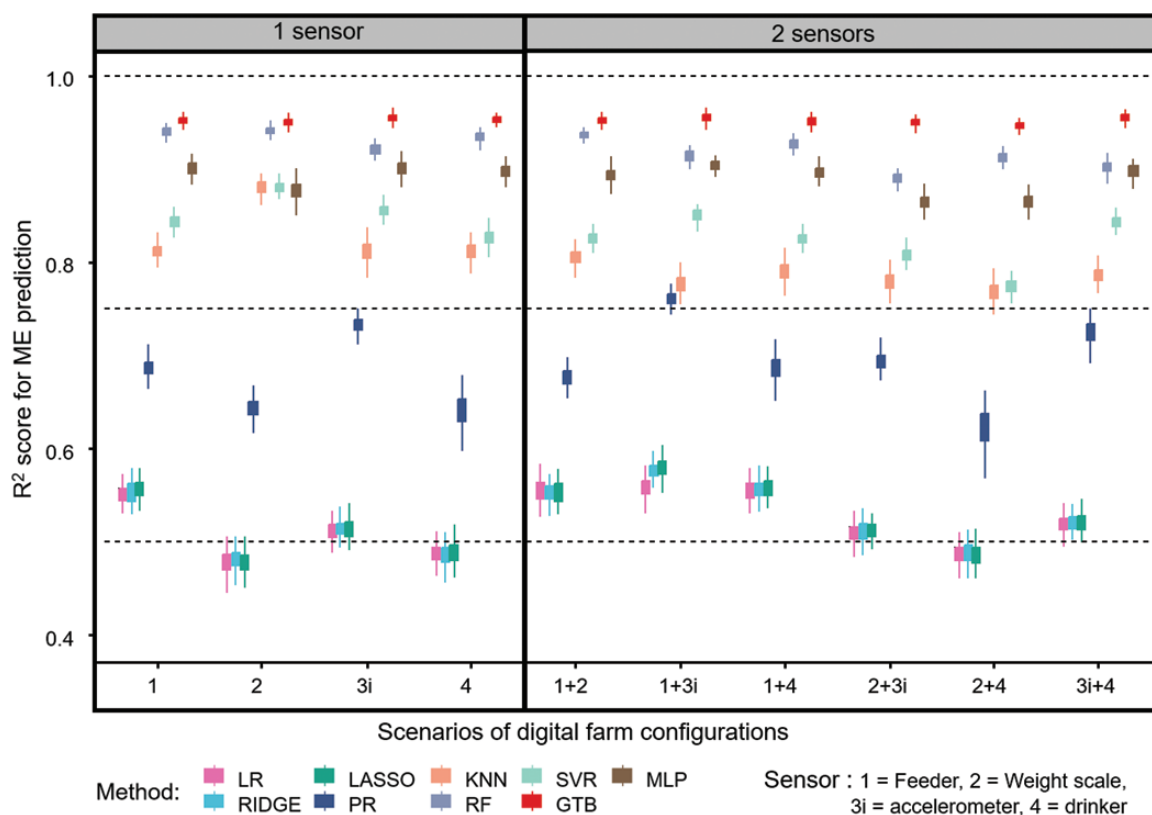 1 sensor
2 sensors
R² score for ME prediction
1.0
0.8
0.6
0.4
1 2 3i 4 1+2 1+3i 1+4 2+3i 2+4 3i+4
Scenarios of digital farm configurations
Method:
LR LASSO KNN SVR MLP
RIDGE PR RF GTB
Sensor : 1 = Feeder, 2 = Weight scale,
3i = accelerometer, 4 = drinker